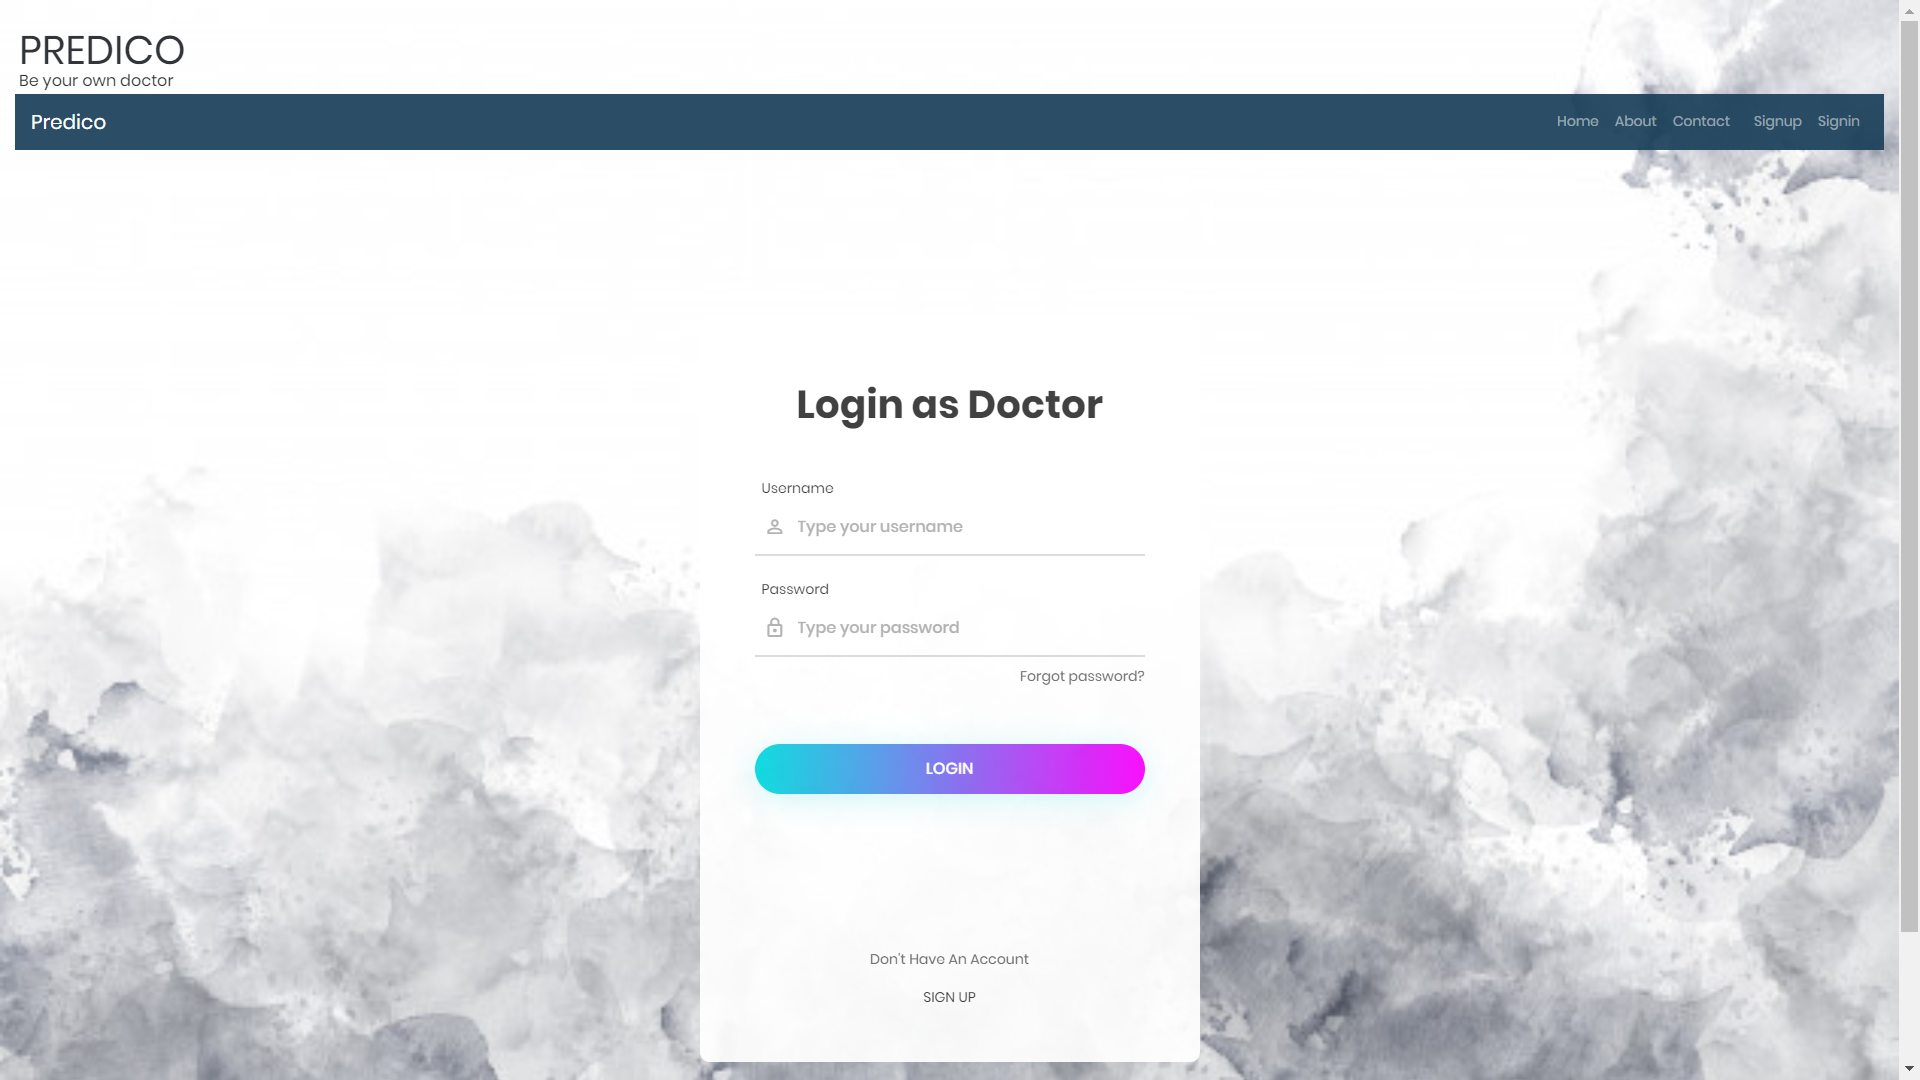 PREDICO
Be your own doctor
Predico
Home About Contact Signup Signin
Login as Doctor
Username
Type your username
Password
Type your password
Forgot password?
LOGIN
Don't Have An Account
SIGN UP